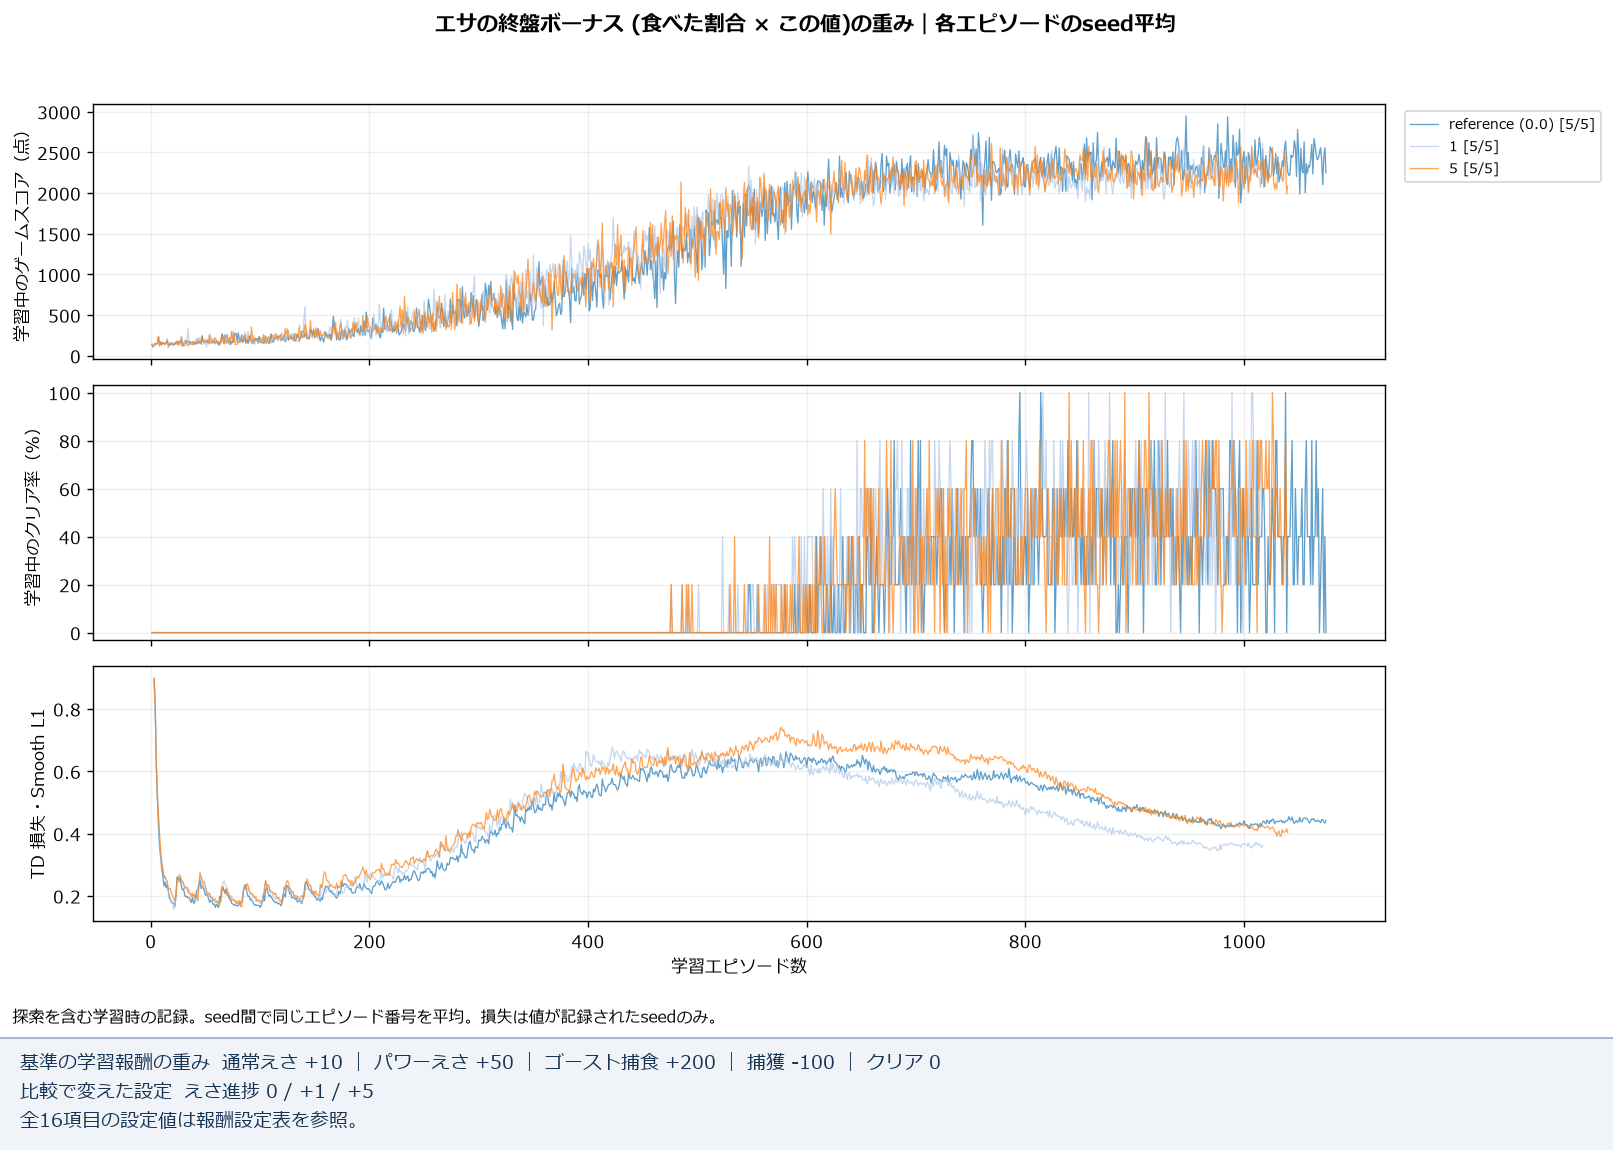 エサの終盤ボーナス (食べた割合 × この値)の重み | 各エピソードのseed平均
学習中のゲームスコア（点）
3000
2500
2000
1500
1000
500
0
reference (0.0) [5/5]
1 [5/5]
5 [5/5]
学習中のクリア率（%）
100
80
60
40
20
0
TD 損失・Smooth L1
0.8
0.6
0.4
0.2
0 200 400 600 800 1000
学習エピソード数
探索を含む学習時の記録。seed間で同じエピソード番号を平均。損失は値が記録されたseedのみ。
基準の学習報酬の重み 通常えさ +10 │ パワーえさ +50 │ ゴースト捕食 +200 │ 捕獲 -100 │ クリア 0
比較で変えた設定 えさ進捗 0 / +1 / +5
全16項目の設定値は報酬設定表を参照。